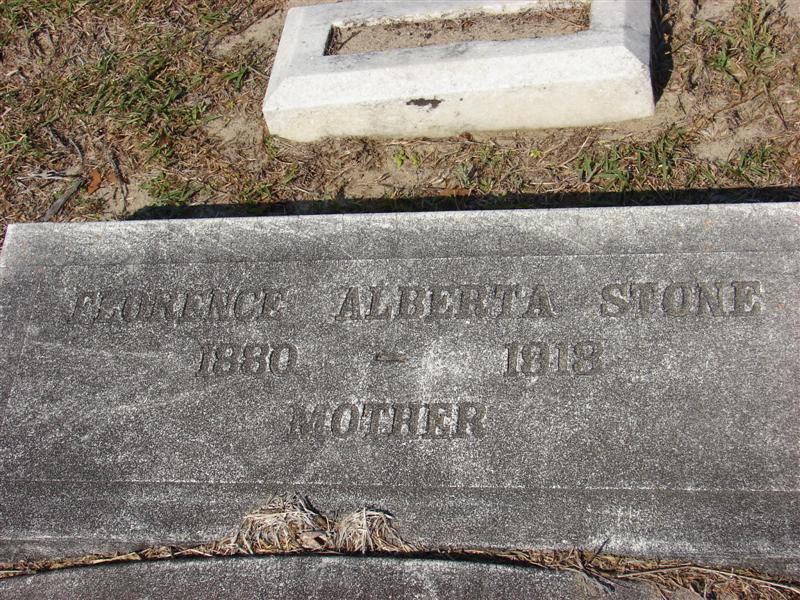 FLORENCE ALBERTA STONE
1880 – 1918
MOTHER